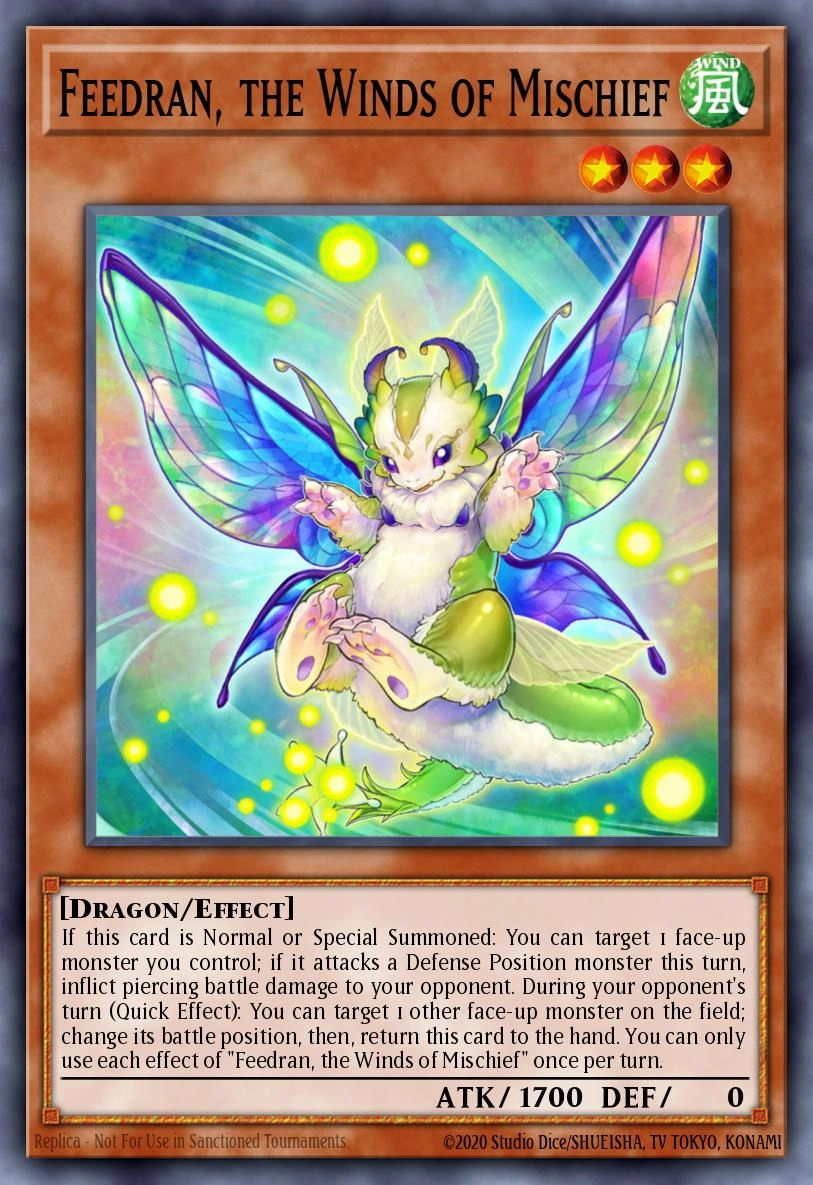 Feedran, the Winds of Mischief
WIND
風
[Dragon/Effect]
If this card is Normal or Special Summoned: You can target 1 face-up
monster you control; if it attacks a Defense Position monster this turn,
inflict piercing battle damage to your opponent. During your opponent's
turn (Quick Effect): You can target 1 other face-up monster on the field;
change its battle position, then, return this card to the hand. You can only
use each effect of "Feedran, the Winds of Mischief" once per turn.
ATK/ 1700 DEF/ 0
Replica - Not For Use in Sanctioned Tournaments.
©2020 Studio Dice/SHUEISHA, TV TOKYO, KONAMI